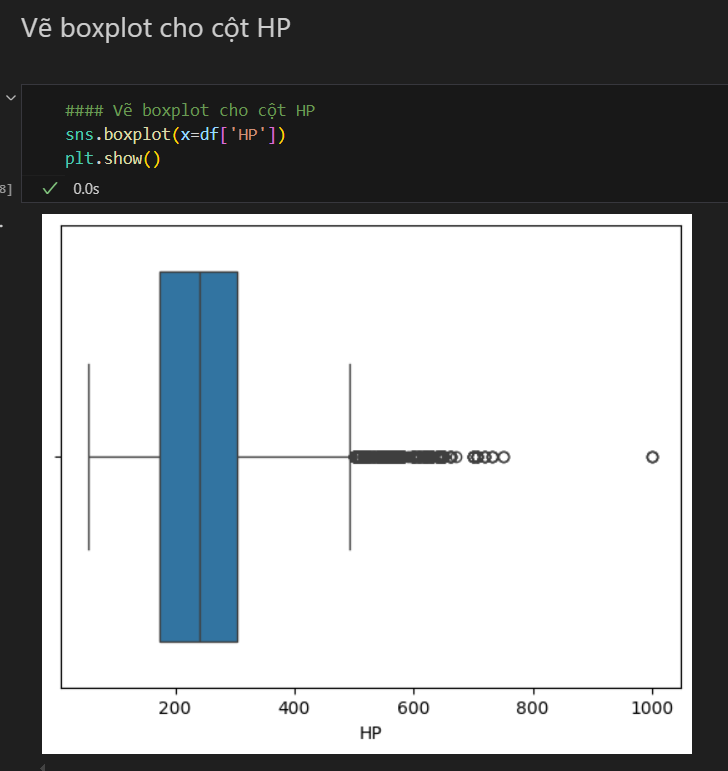 Vẽ boxplot cho cột HP
#### Vẽ boxplot cho cột HP
sns.boxplot(x=df['HP'])
plt.show()
8] 0.0s
200 400 600 800 1000
HP